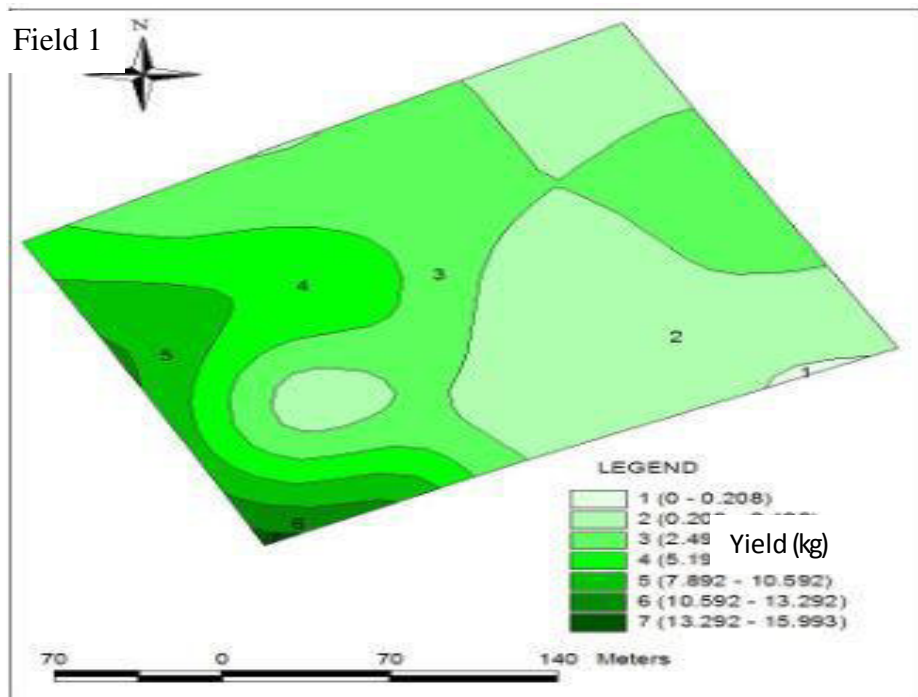 N
Field 1
4
3
5
2
1
6
LEGEND
1 (0 - 0.208)
2 (0.20
3 (2.49
Yield (kg)
4 (5.19
5 (7.892 - 10.592)
6 (10.592 - 13.292)
7 (13.292 - 15.993)
70 0 70 140 Meters